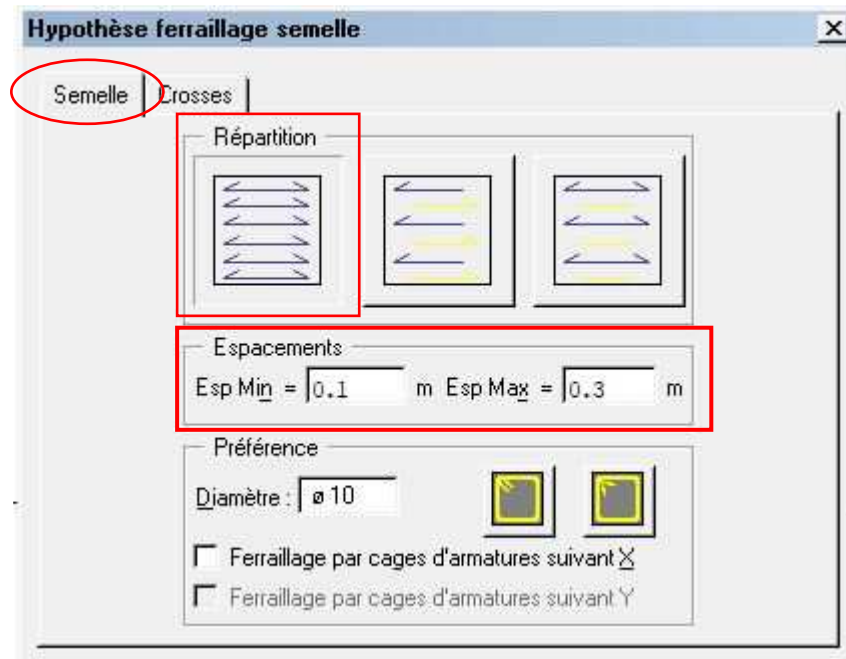 Hypothèse ferraillage semelle
Semelle Crosses
Répartition
Espacements
Esp Min = 0.1 m Esp Max = 0.3 m
Préférence
Diamètre : ø 10
Ferraillage par cages d'armatures suivant X
Ferraillage par cages d'armatures suivant Y